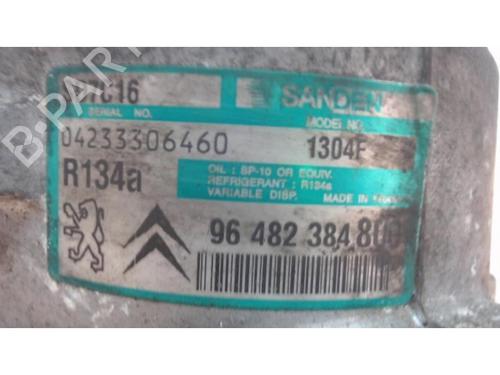 SANDEN
SERIAL NO.
MODEL NO.
04233306460
1304F
R134a
OIL : SP-10 OR EQUIV.
REFRIGERANT : R134a
VARIABLE DISP.
MADE IN
96 482 384 80
B-PARTS